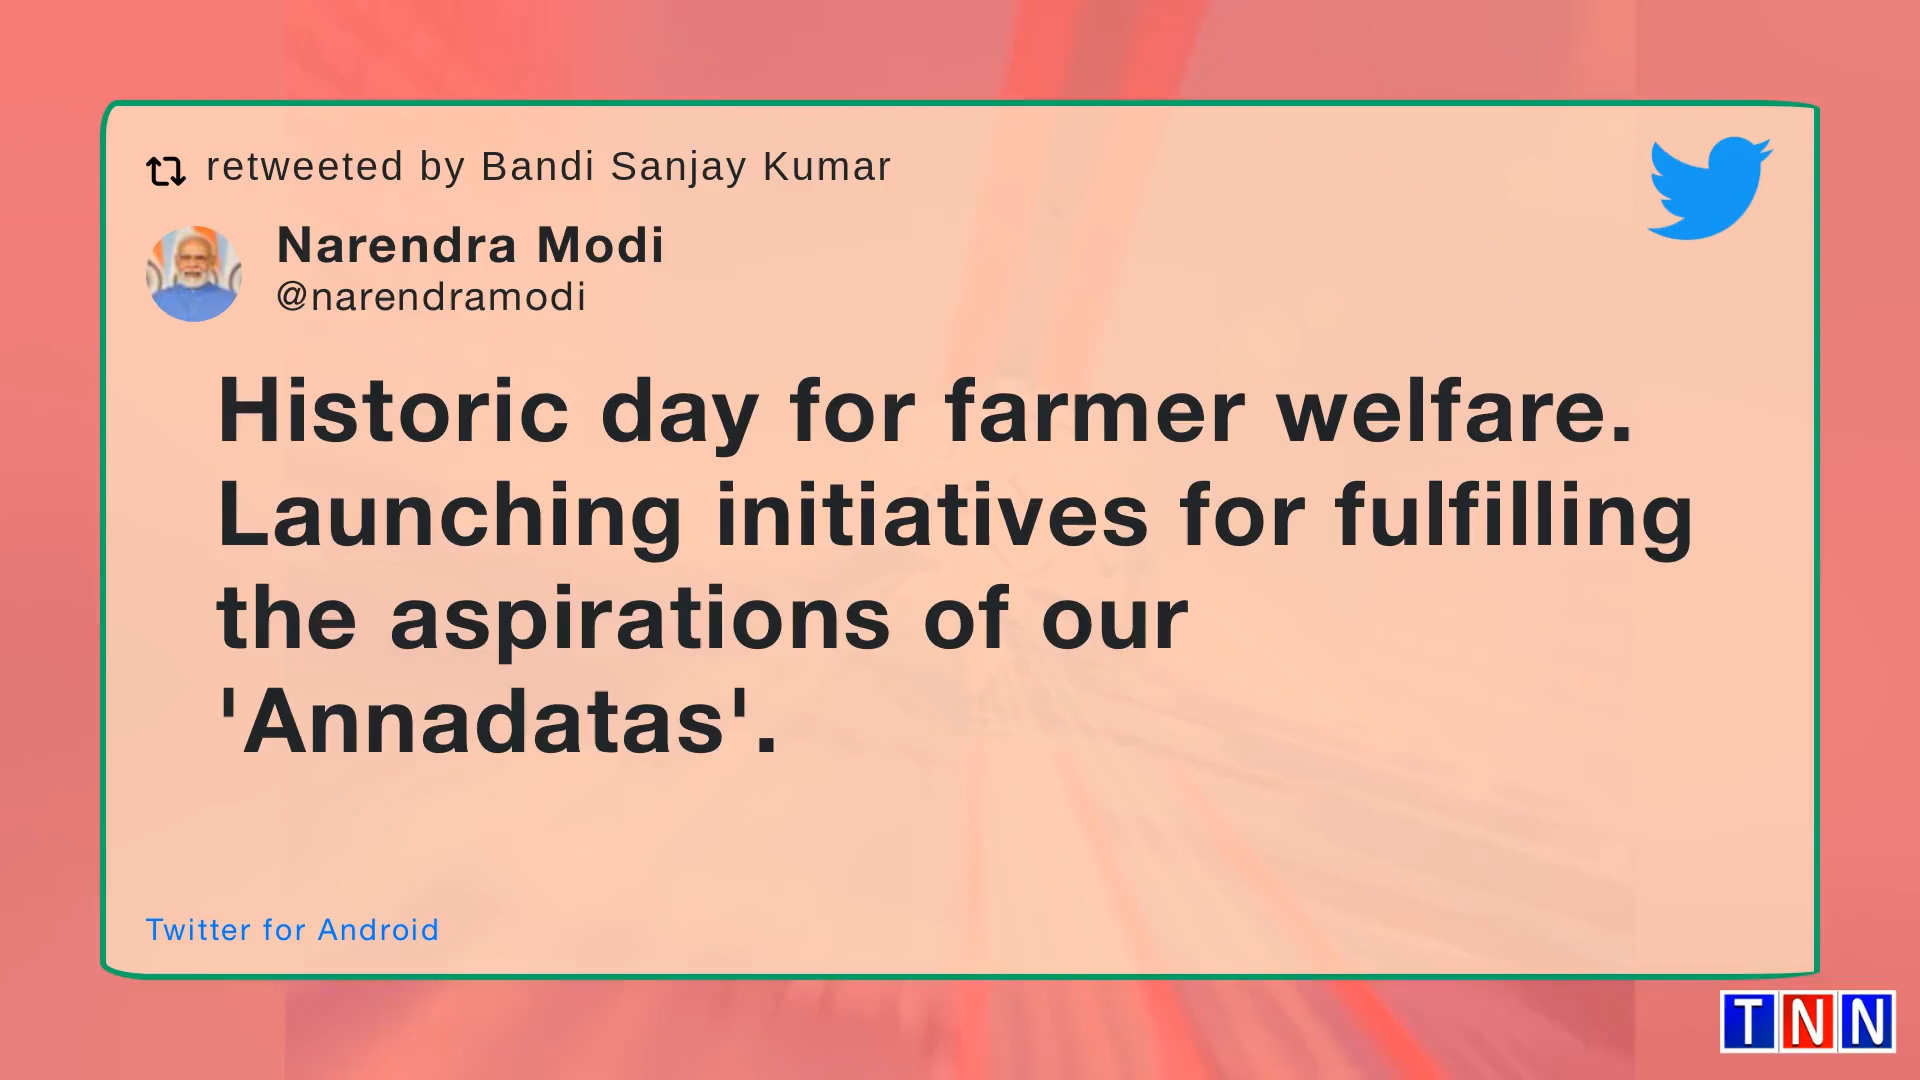 retweeted by Bandi Sanjay Kumar
Narendra Modi
@narendramodi
Historic day for farmer welfare.
Launching initiatives for fulfilling
the aspirations of our
'Annadatas'.
Twitter for Android
TNN